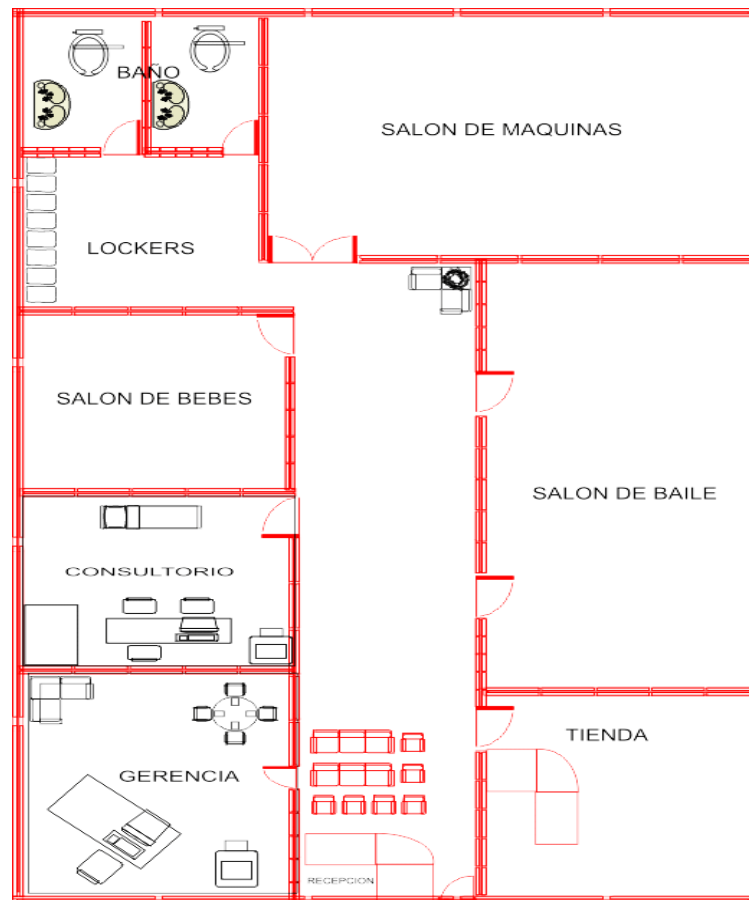 BAÑO
SALON DE MAQUINAS
LOCKERS
SALON DE BEBES
SALON DE BAILE
CONSULTORIO
TIENDA
GERENCIA
RECEPCION